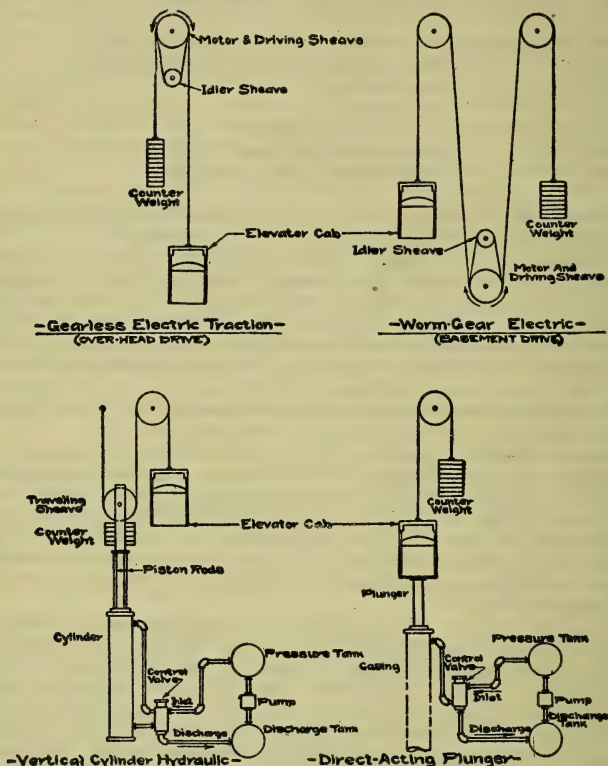 Motor & Driving Sheave
Idler Sheave
Counter
Weight
Elevator Cab
Idler Sheave
Counter
Weight
Motor And
Driving Sheave
-Gearless Electric Traction-
(OVER-HEAD DRIVE)
-Worm-Gear Electric-
(BASEMENT DRIVE)
Traveling
Sheave
Counter
Weight
Piston Rods
Cylinder
Control
Valve
Inlet
Discharge
Pressure Tank
Pump
Discharge Tank
-Vertical Cylinder Hydraulic-
Elevator Cab
Counter
Weight
Plunger
Casing
Control
Valve
Inlet
Discharge
Pressure Tank
Pump
Discharge
Tank
-Direct-Acting Plunger-